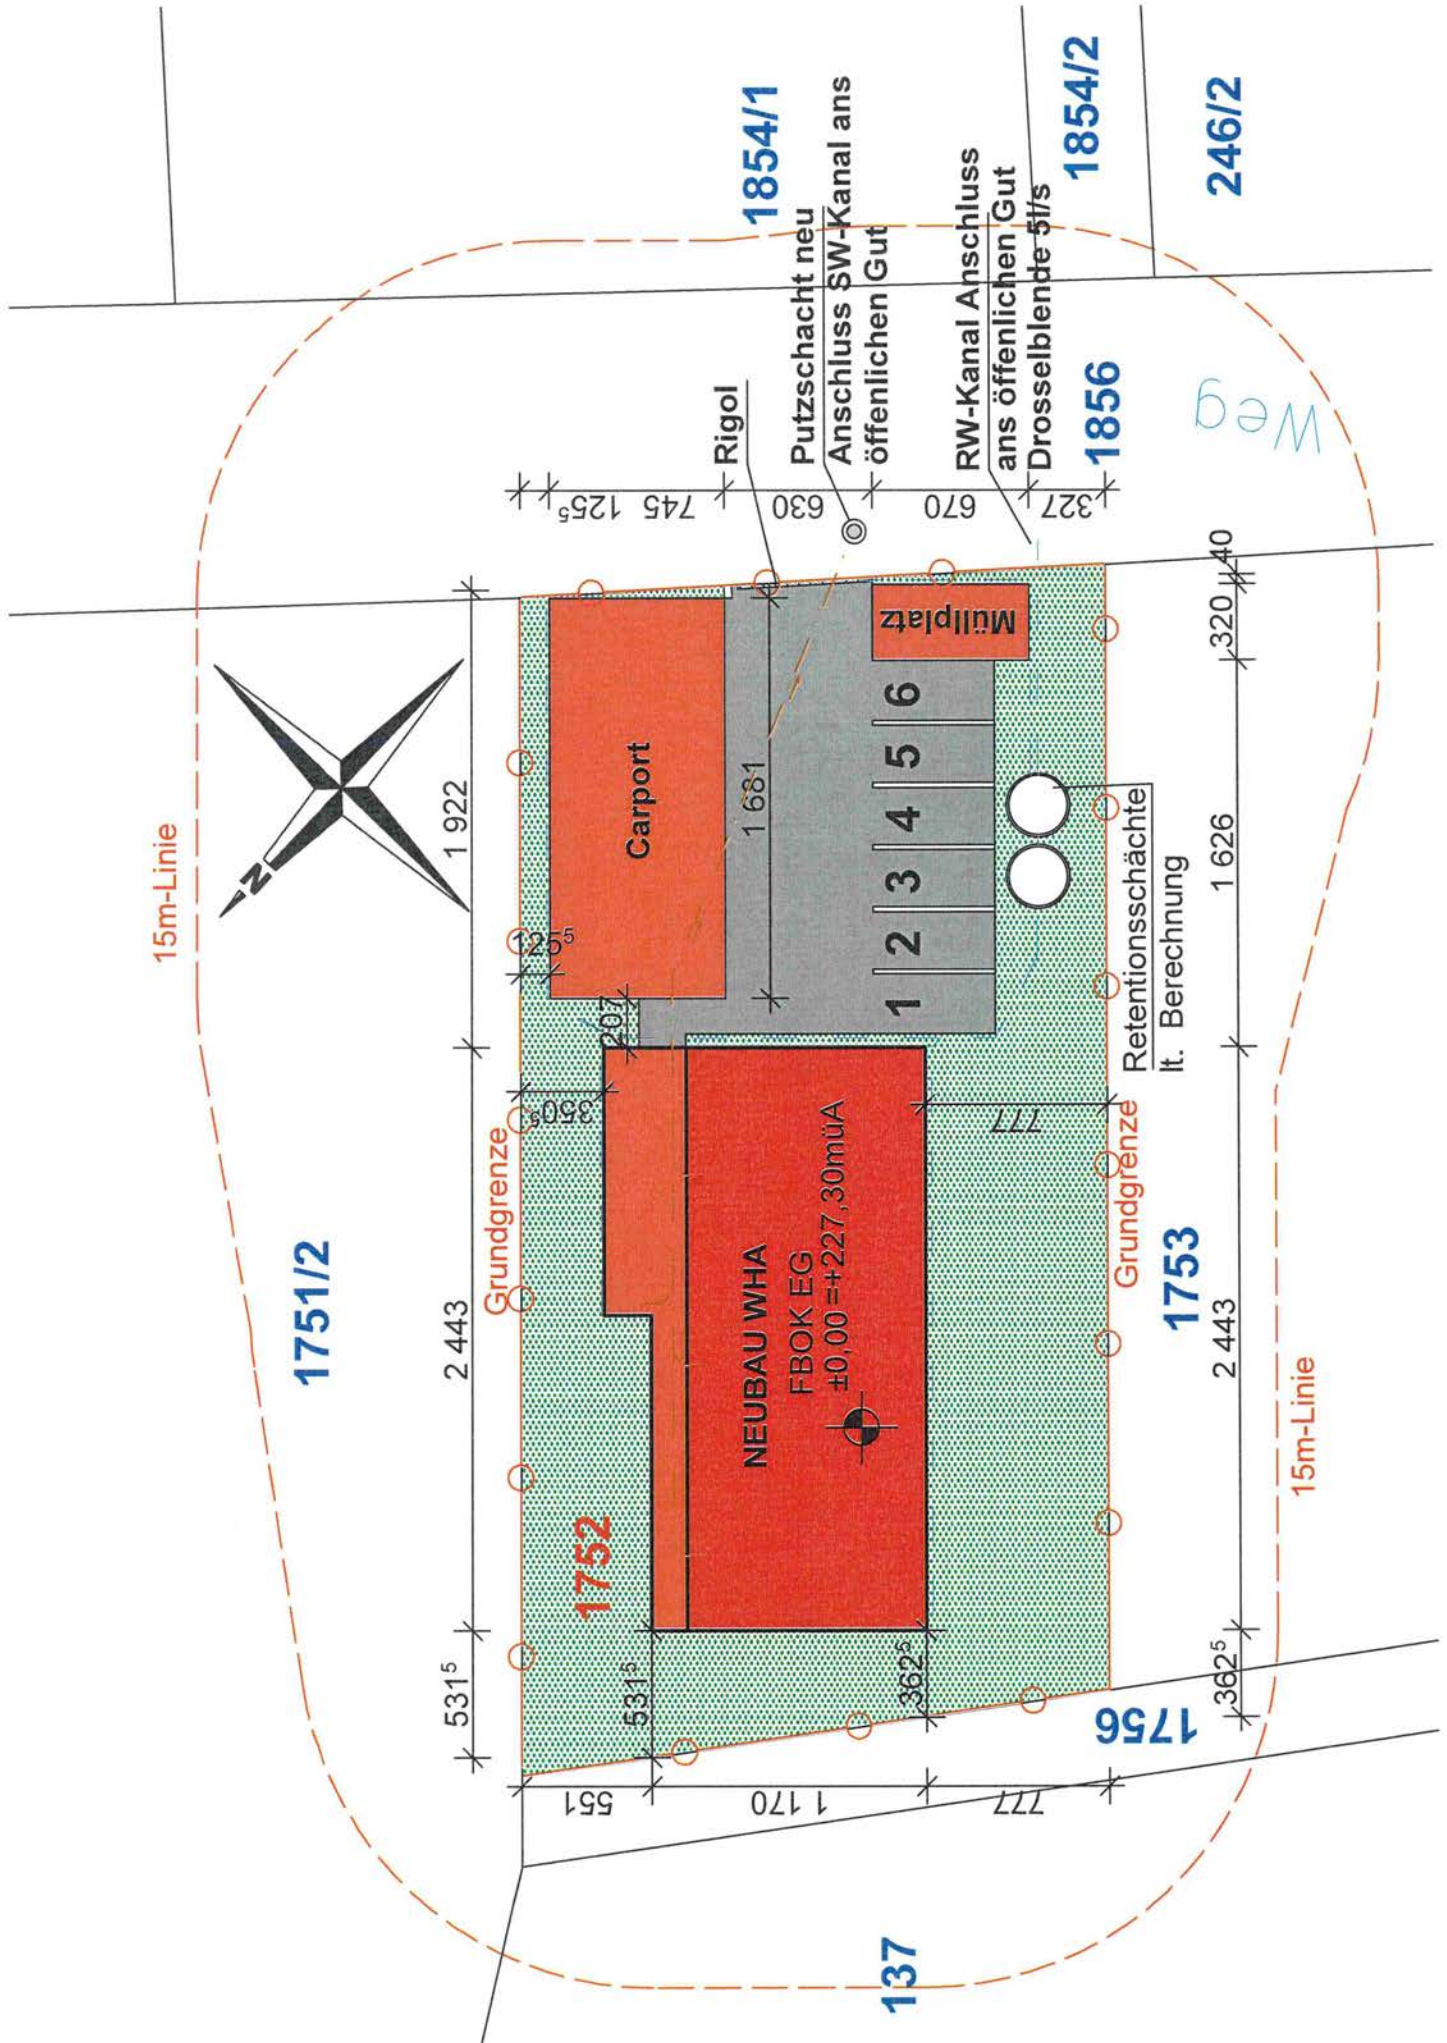 15m-Linie
1751/2
Grundgrenze
531⁵
2 443
1 922
N
125⁵
350⁵
207
1752
531⁵
362⁵
551
1 170
777
NEUBAU WHA
FBOK EG
±0,00=+227,30müA
777
Carport
1 681
1 2 3 4 5 6
Müllplatz
125⁵
745
630
670
327
Rigol
Putzschacht neu
Anschluss SW-Kanal ans
öffenlichen Gut
RW-Kanal Anschluss
ans öffenlichen Gut
Drosselblende 5l/s
1854/1
1854/2
246/2
1856
Weg
Retentionsschächte
lt. Berechnung
Grundgrenze
1753
362⁵
2 443
1 626
320
40
15m-Linie
1756
137